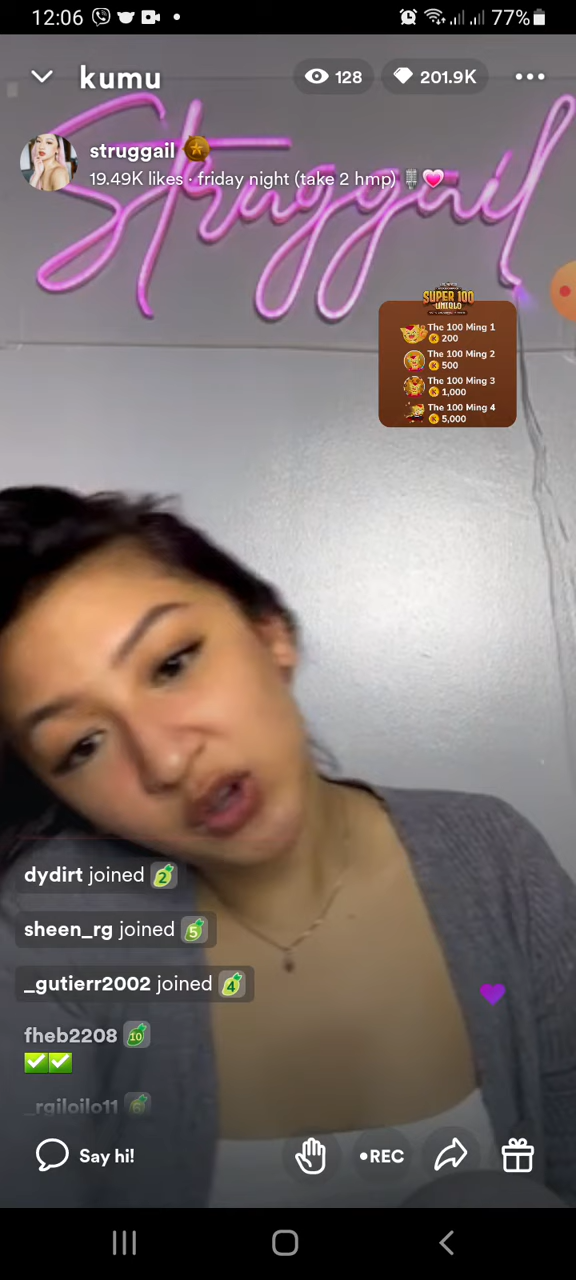 12:06
77%
kumu
128
201.9K
struggail
19.49K likes · friday night (take 2 hmp)
Struggail
SUPER 100
The 100 Ming 1
200
The 100 Ming 2
500
The 100 Ming 3
1,000
The 100 Ming 4
5,000
dydirt joined 2
sheen_rg joined 5
_gutierr2002 joined 4
fheb2208 10
✅✅
_rgiloilo11 6
Say hi!
•REC